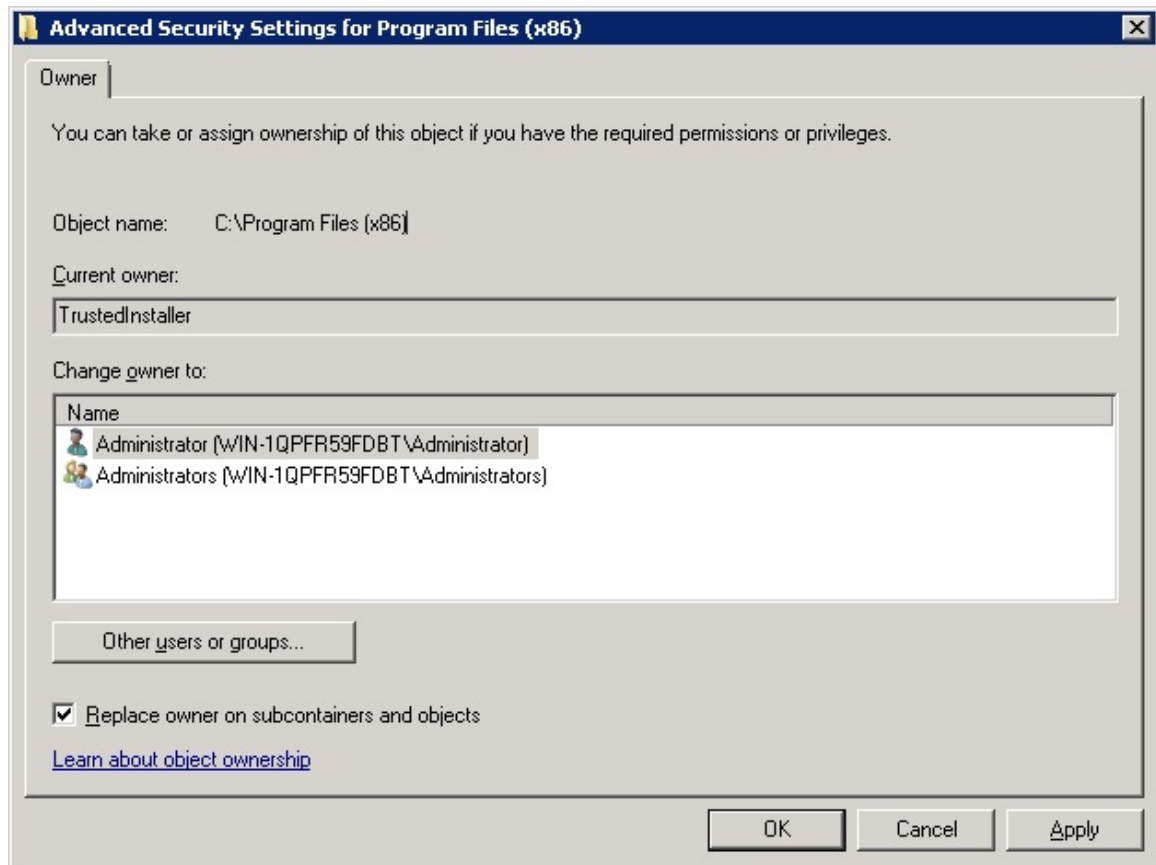 Advanced Security Settings for Program Files (x86)
Owner
You can take or assign ownership of this object if you have the required permissions or privileges.
Object name: C:\Program Files (x86)
Current owner:
TrustedInstaller
Change owner to:
Name
Administrator (WIN-1QPFR59FDBT\Administrator)
Administrators (WIN-1QPFR59FDBT\Administrators)
Other users or groups...
Replace owner on subcontainers and objects
Learn about object ownership
OK Cancel Apply